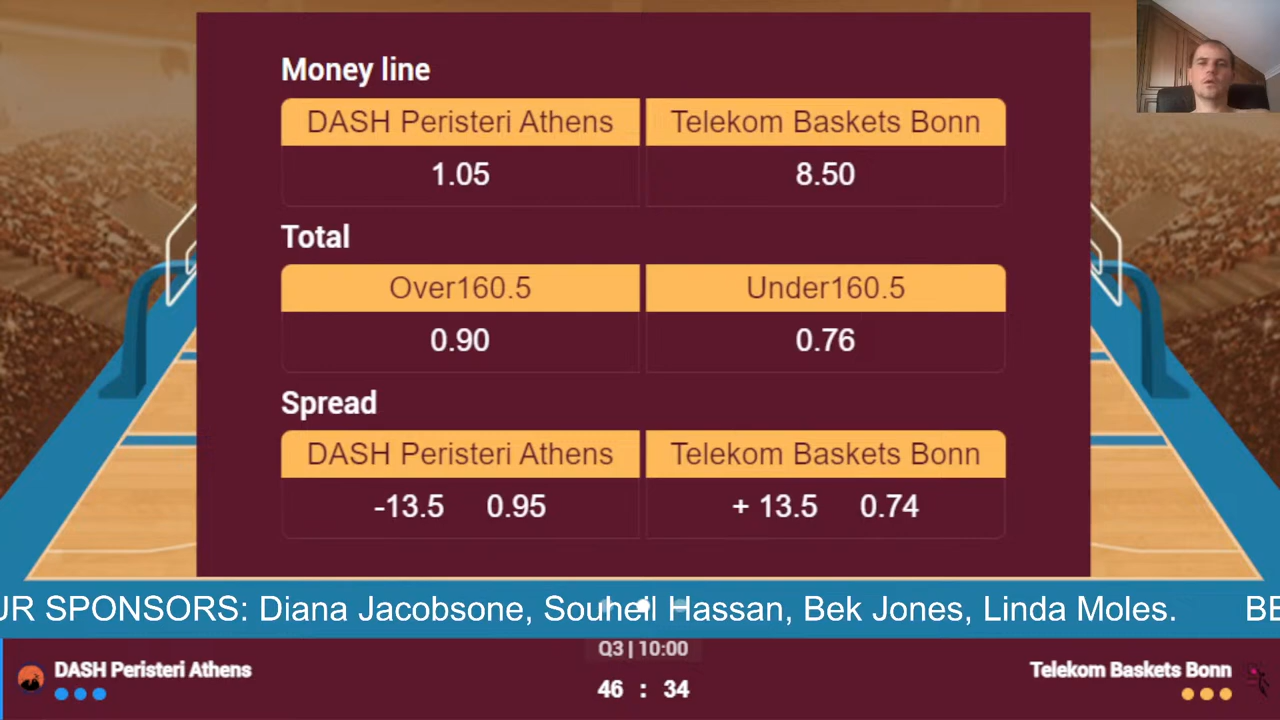 Money line
DASH Peristeri Athens Telekom Baskets Bonn
1.05 8.50
Total
Over160.5 Under160.5
0.90 0.76
Spread
DASH Peristeri Athens Telekom Baskets Bonn
-13.5 0.95 + 13.5 0.74
UR SPONSORS: Diana Jacobsone, Souheil Hassan, Bek Jones, Linda Moles. BE
Q3 | 10:00
DASH Peristeri Athens 46 : 34 Telekom Baskets Bonn